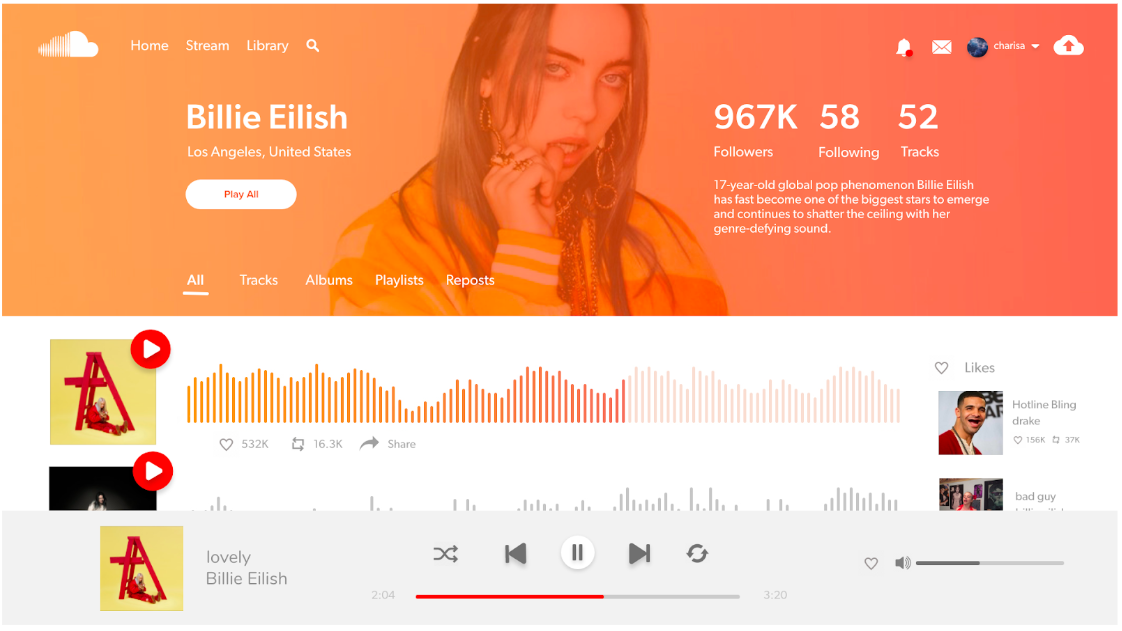 Home Stream Library
charisa
Billie Eilish
Los Angeles, United States
Play All
967K 58 52
Followers Following Tracks
17-year-old global pop phenomenon Billie Eilish
has fast become one of the biggest stars to emerge
and continues to shatter the ceiling with her
genre-defying sound.
All Tracks Albums Playlists Reposts
532K 16.3K Share
Likes
Hotline Bling
drake
156K 37K
bad guy
lovely
Billie Eilish
2:04 3:20